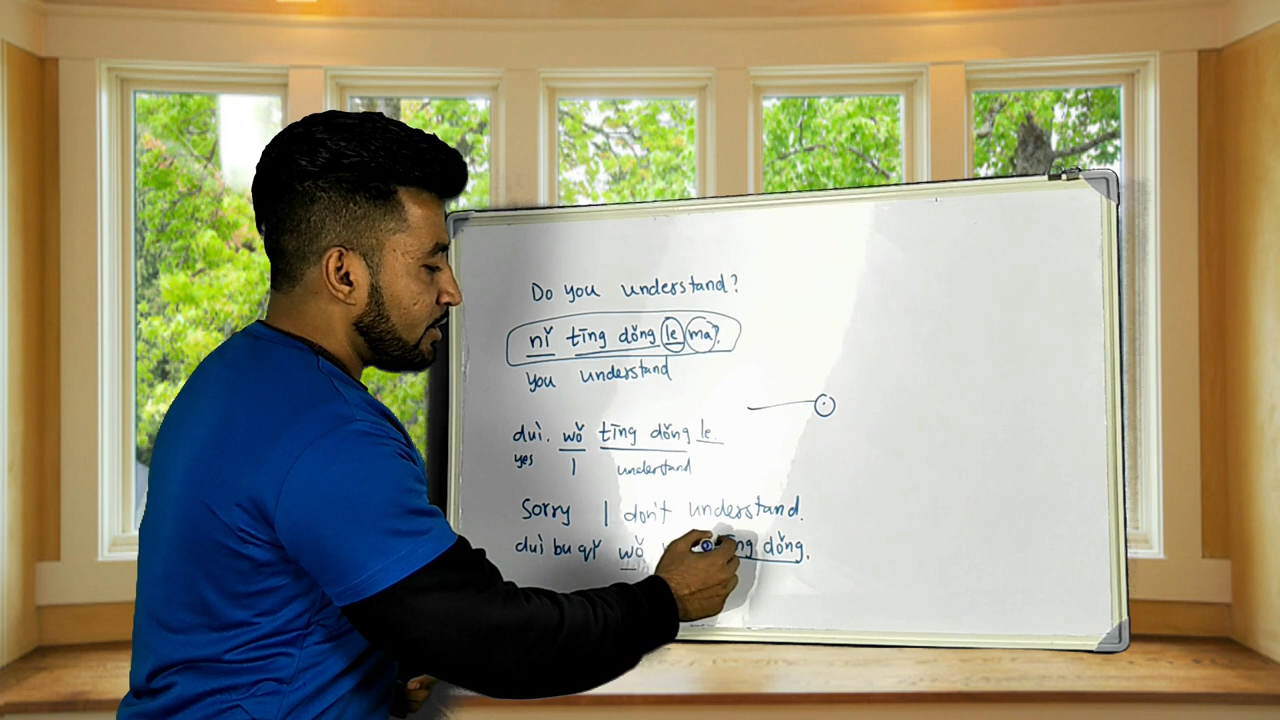 Do you understand?
nǐ tīng dǒng le ma?
you understand
duì. wǒ tīng dǒng le.
yes I understand
Sorry I don't understand.
duì bu qǐ wǒ dǒng.